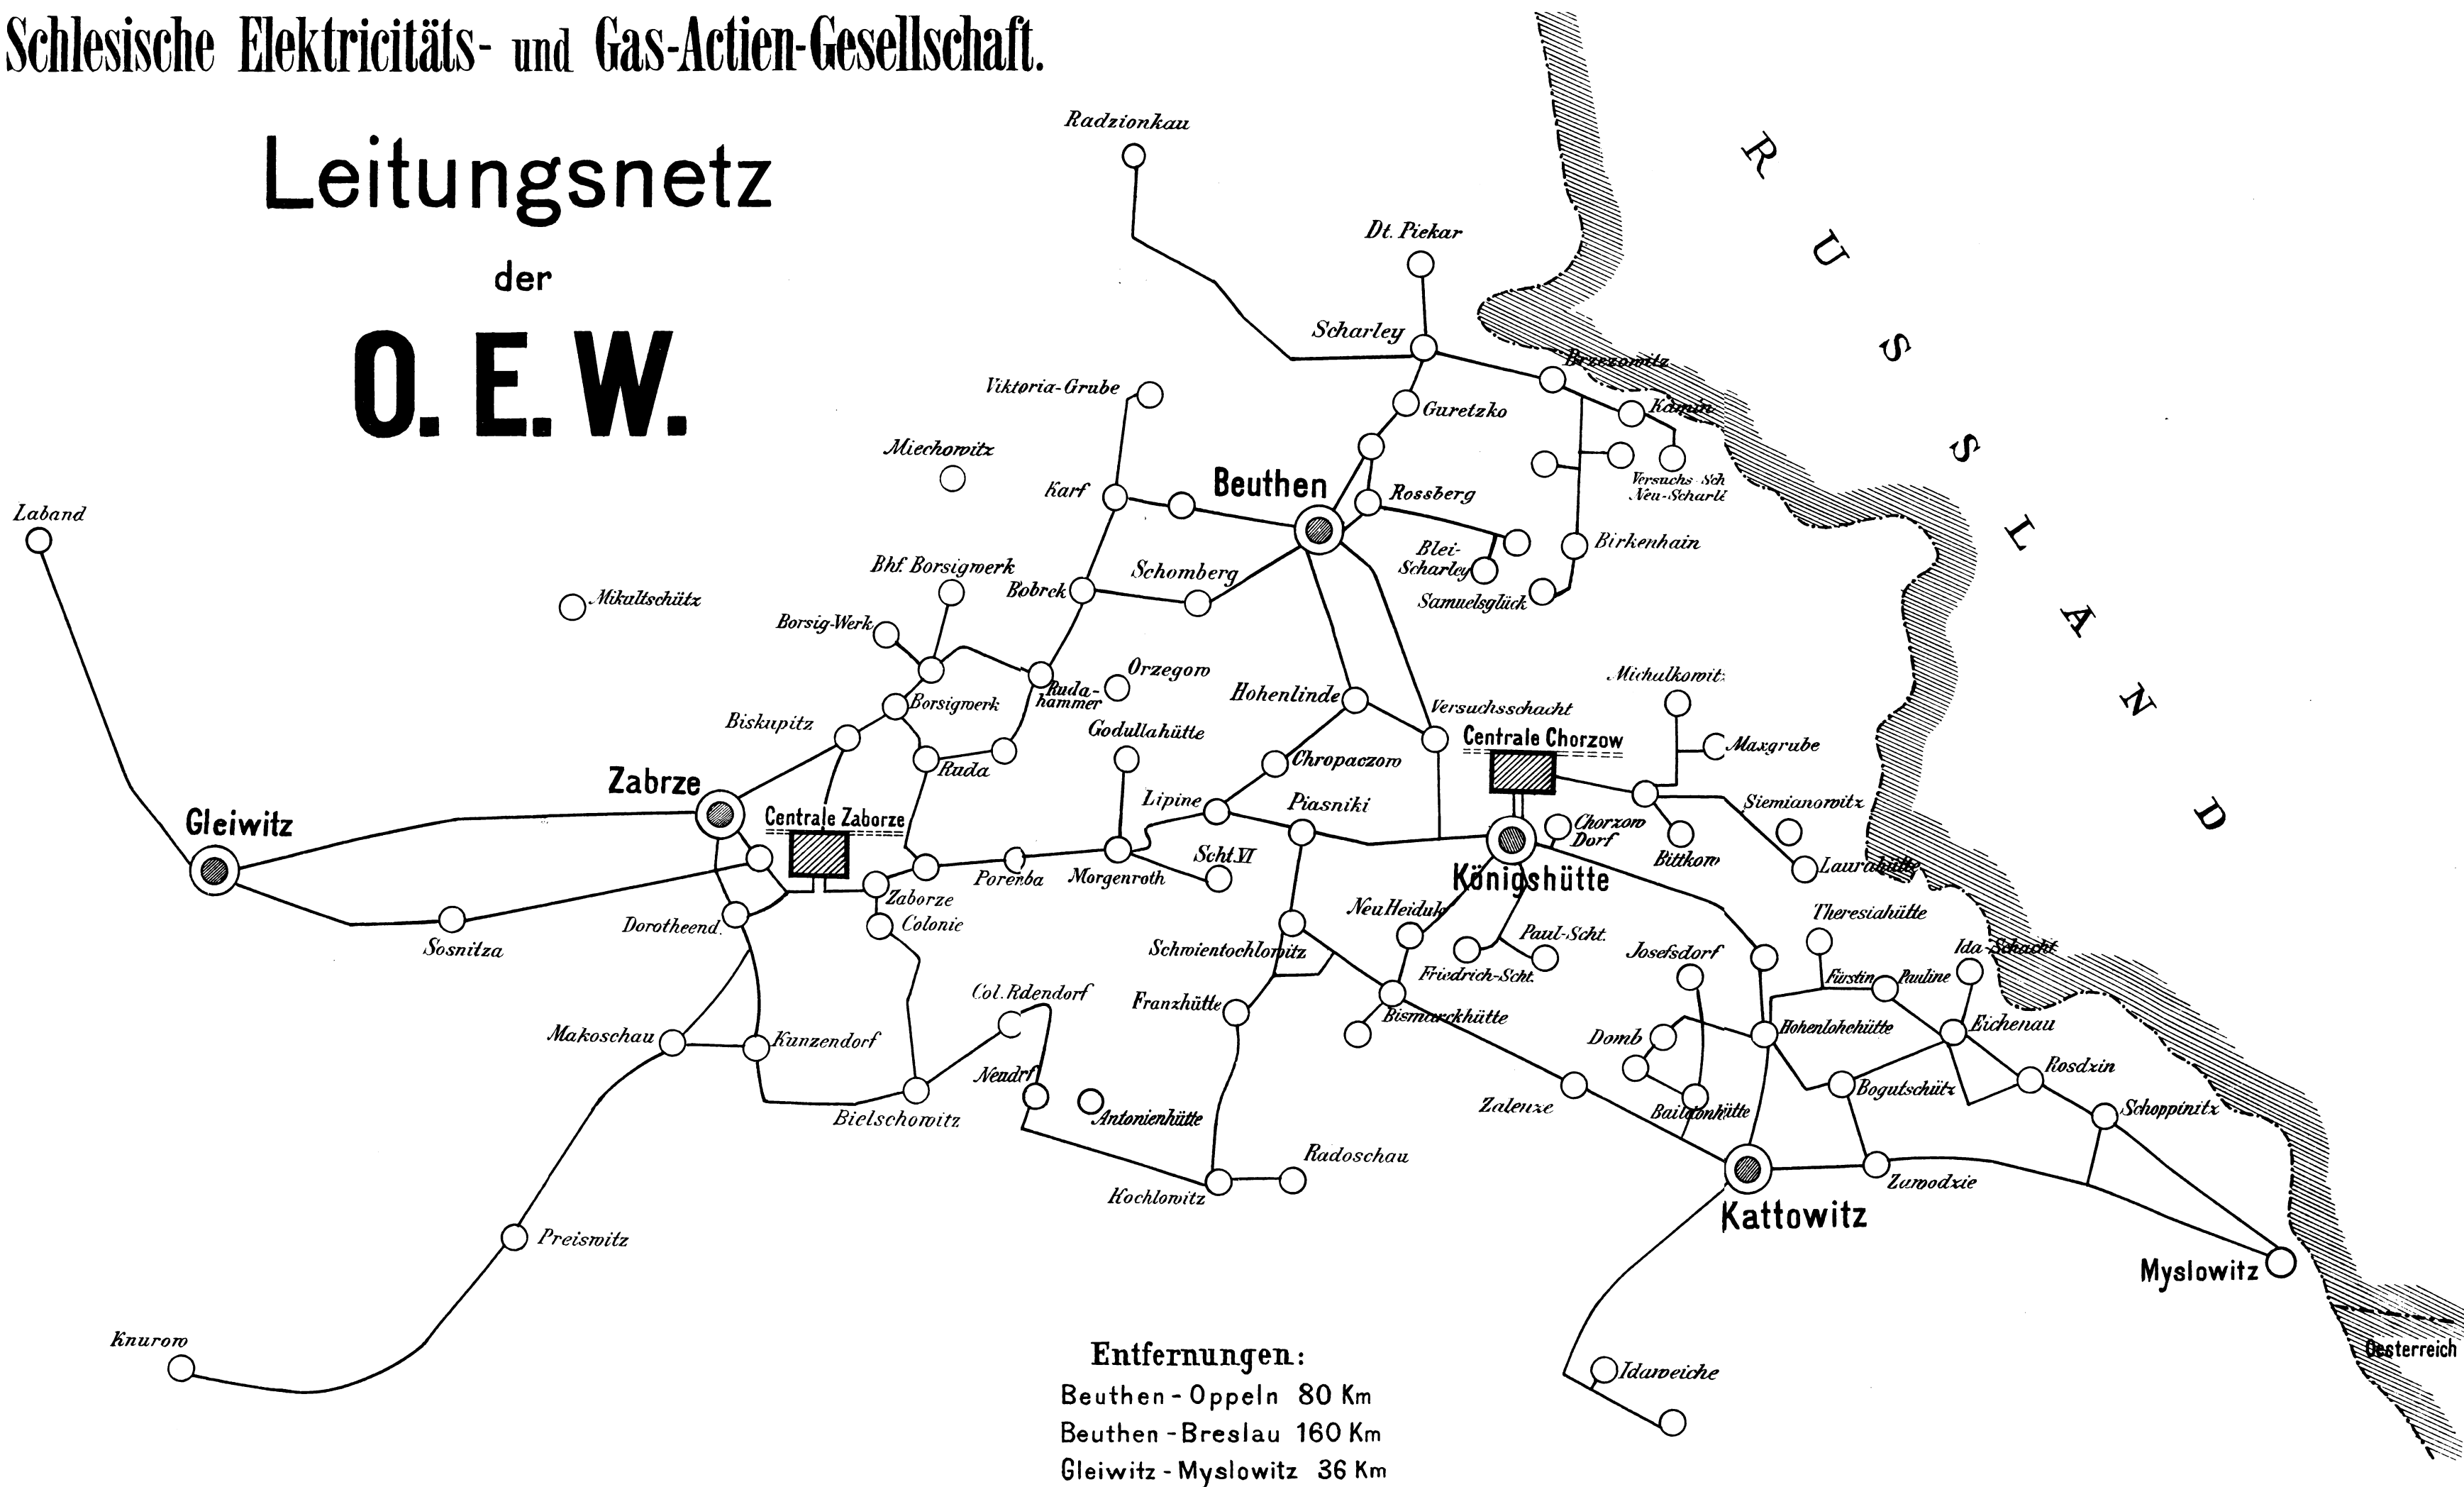 Schlesische Elektricitäts- und Gas-Actien-Gesellschaft.
Leitungsnetz
der
O. E. W.
RUSSLAND
Radzionkau
Dt. Piekar
Scharley
Brzezowitz
Viktoria-Grube
Guretzko
Kamin
Miechowitz
Karf
Beuthen
Rossberg
Versuchs Sch
Neu-Scharl
Laband
Blei-
Scharley
Birkenhain
Bhf. Borsigwerk
Bobrek
Schomberg
Samuelsglück
Mikultschütz
Borsig-Werk
Orzegow
Ruda-
hammer
Hohenlinde
Michalkowit
Borsigwerk
Versuchsschacht
Biskupitz
Godullahütte
Centrale Chorzow
Maxgrube
Chropaczow
Ruda
Zabrze
Lipine
Piasniki
Siemianowitz
Gleiwitz
Centrale Zaborze
Chorzow
Dorf
Scht. VI
Bittkow
Laurahütte
Porenba
Morgenroth
Königshütte
Zaborze
Neu Heiduk
Theresiahütte
Dorotheend.
Colonie
Paul-Scht.
Sosnitza
Schwientochlowitz
Josefsdorf
Ida-Schacht
Friedrich-Scht.
Fürstin Pauline
Col. Rdendorf
Franzhütte
Bismarckhütte
Makoschau
Kunzendorf
Domb
Hohenlohehütte
Eichenau
Neudrf
Rosdzin
Bogutschütz
Antonienhütte
Zalenze
Baildonhütte
Schoppinitz
Bielschowitz
Radoschau
Kochlowitz
Zawodzie
Kattowitz
Preiswitz
Myslowitz
Knurow
Oesterreich
Entfernungen:
Idaweiche
Beuthen - Oppeln 80 Km
Beuthen - Breslau 160 Km
Gleiwitz - Myslowitz 36 Km